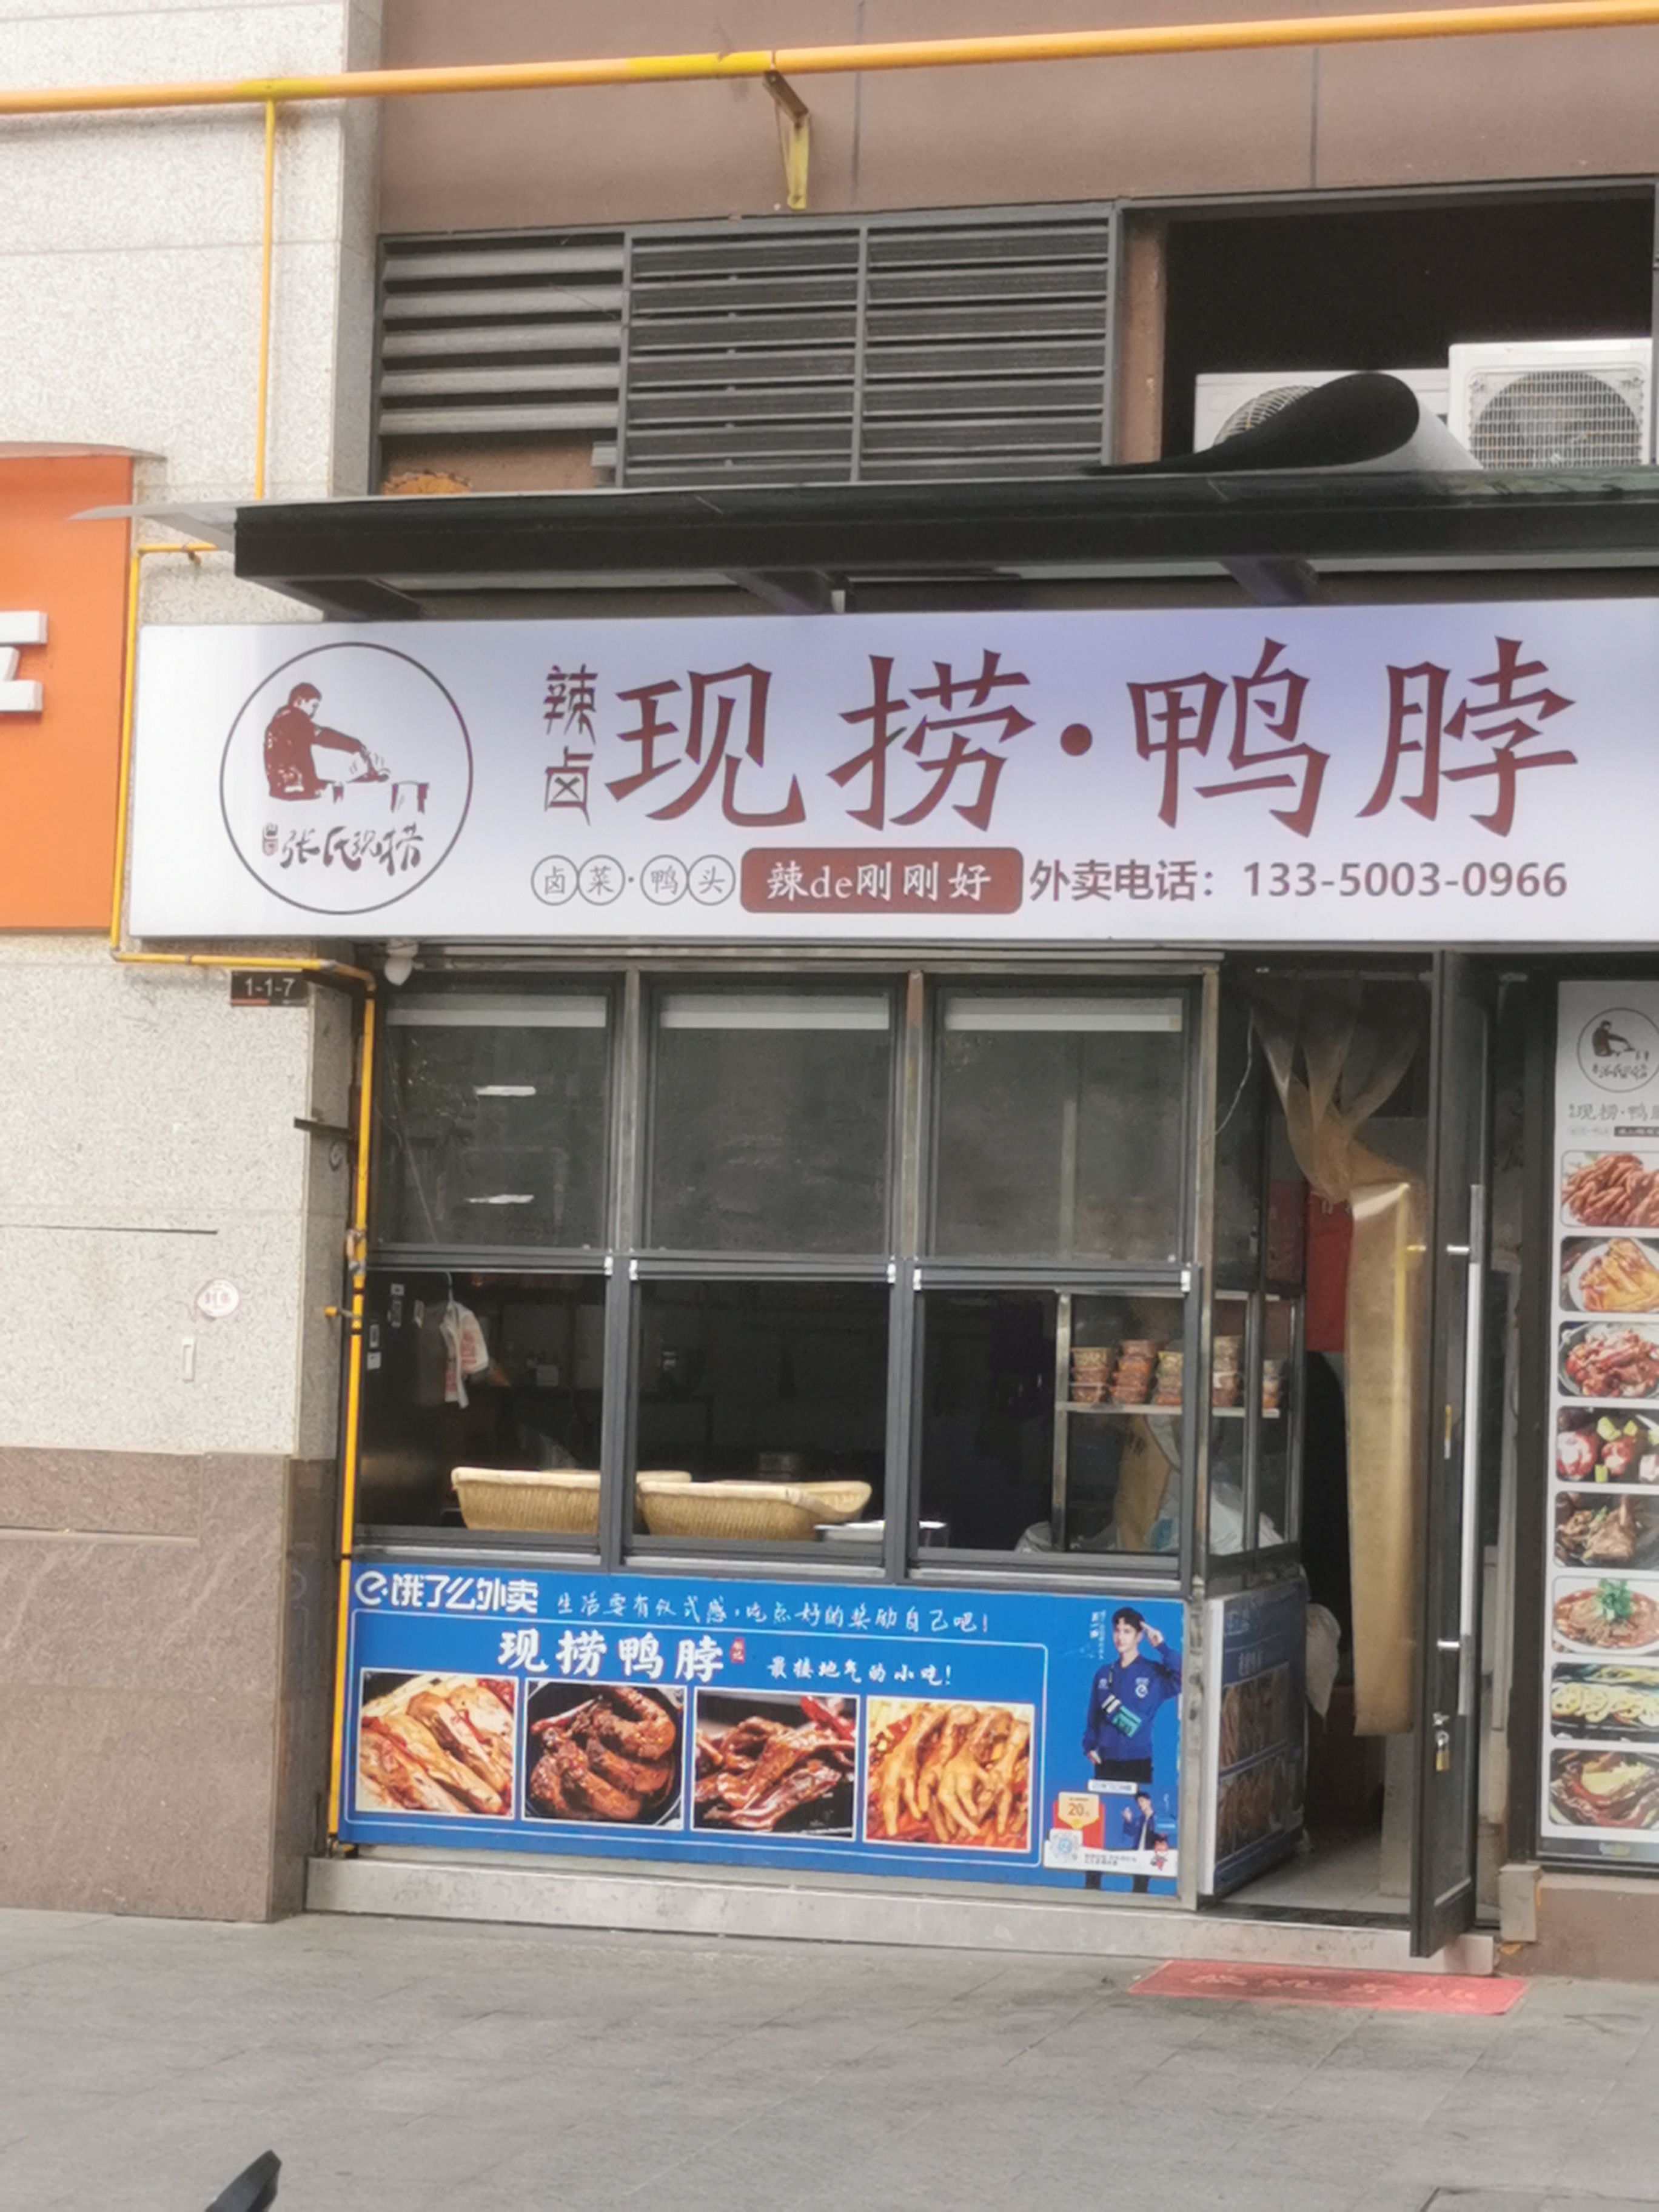 辣卤
现捞·鸭脖
张氏现捞
卤菜·鸭头
辣de刚刚好
外卖电话：133-5003-0966
1-1-7
现捞·鸭
饿了么外卖
生活要有仪式感，吃点好的奖励自己吧！
现捞鸭脖
最接地气的小吃！
20